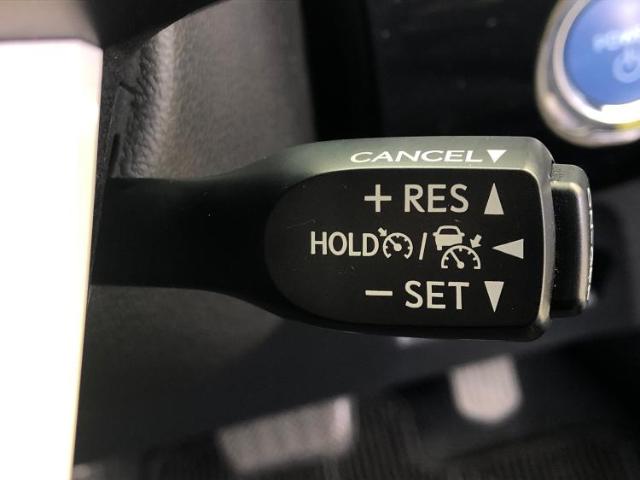 CANCEL▼
+ RES ▲
HOLD / ◀
− SET ▼